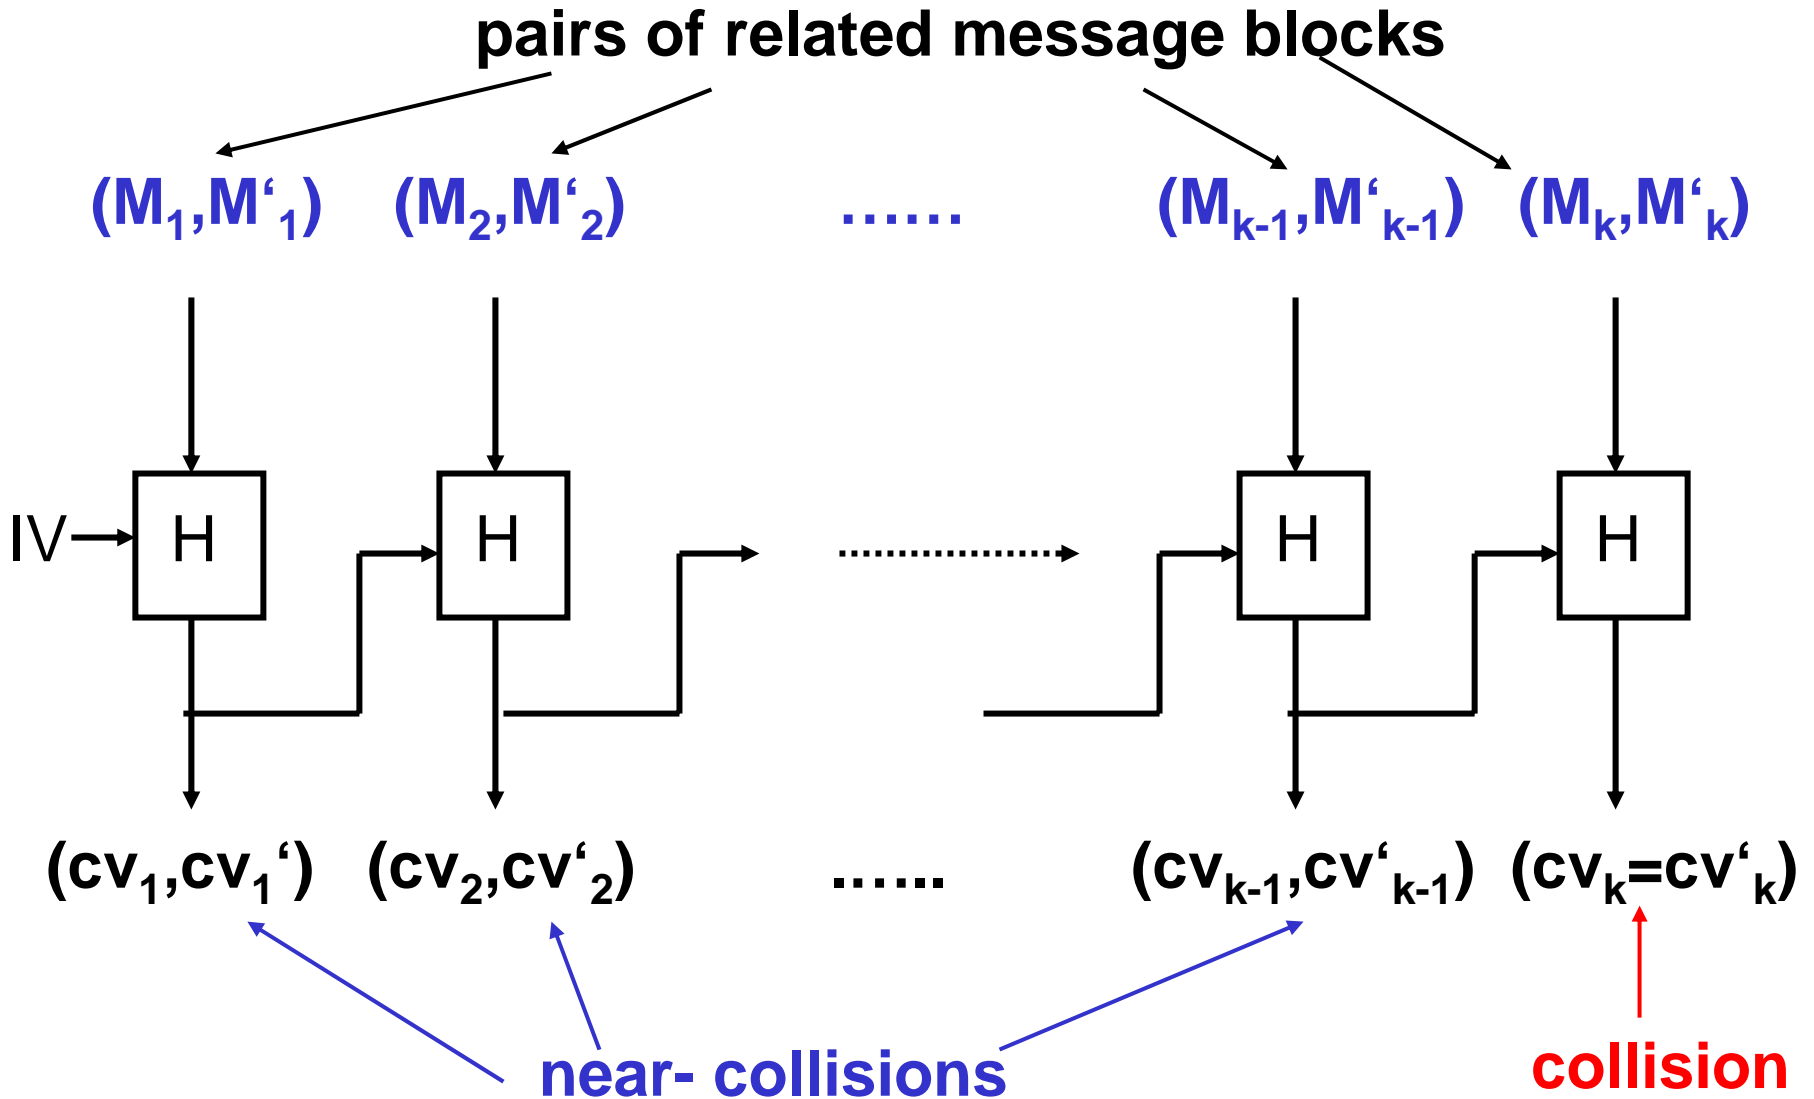 pairs of related message blocks
(M₁,M‘₁) (M₂,M‘₂) …… (Mₖ₋₁,M‘ₖ₋₁) (Mₖ,M‘ₖ)
IV H H H H
(cv₁,cv₁‘) (cv₂,cv‘₂) …... (cvₖ₋₁,cv‘ₖ₋₁) (cvₖ=cv‘ₖ)
near- collisions collision